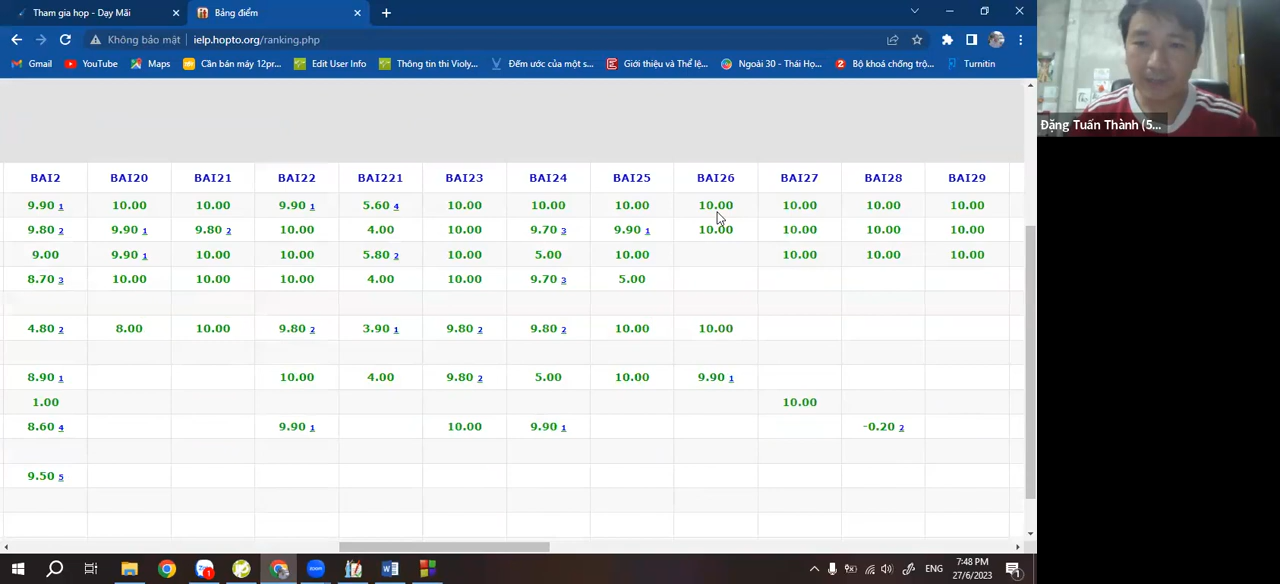 Tham gia họp - Dạy Mãi
Bảng điểm
Không bảo mật ielp.hopto.org/ranking.php
Gmail YouTube Maps Cần bán máy 12pr... Edit User Info Thông tin thi Violy... Đếm ước của một s... Giới thiệu và Thể lệ... Ngoài 30 - Thái Họ... Bộ khoá chống trộ... Turnitin
Đặng Tuấn Thành (5...
BAI2 BAI20 BAI21 BAI22 BAI221 BAI23 BAI24 BAI25 BAI26 BAI27 BAI28 BAI29
9.90 1 10.00 10.00 9.90 1 5.60 4 10.00 10.00 10.00 10.00 10.00 10.00 10.00
9.80 2 9.90 1 9.80 2 10.00 4.00 10.00 9.70 3 9.90 1 10.00 10.00 10.00 10.00
9.00 9.90 1 10.00 10.00 5.80 2 10.00 5.00 10.00 10.00 10.00 10.00
8.70 3 10.00 10.00 10.00 4.00 10.00 9.70 3 5.00
4.80 2 8.00 10.00 9.80 2 3.90 1 9.80 2 9.80 2 10.00 10.00
8.90 1 10.00 4.00 9.80 2 5.00 10.00 9.90 1
1.00 10.00
8.60 4 9.90 1 10.00 9.90 1 -0.20 2
9.50 5
ENG
7:48 PM
27/6/2023